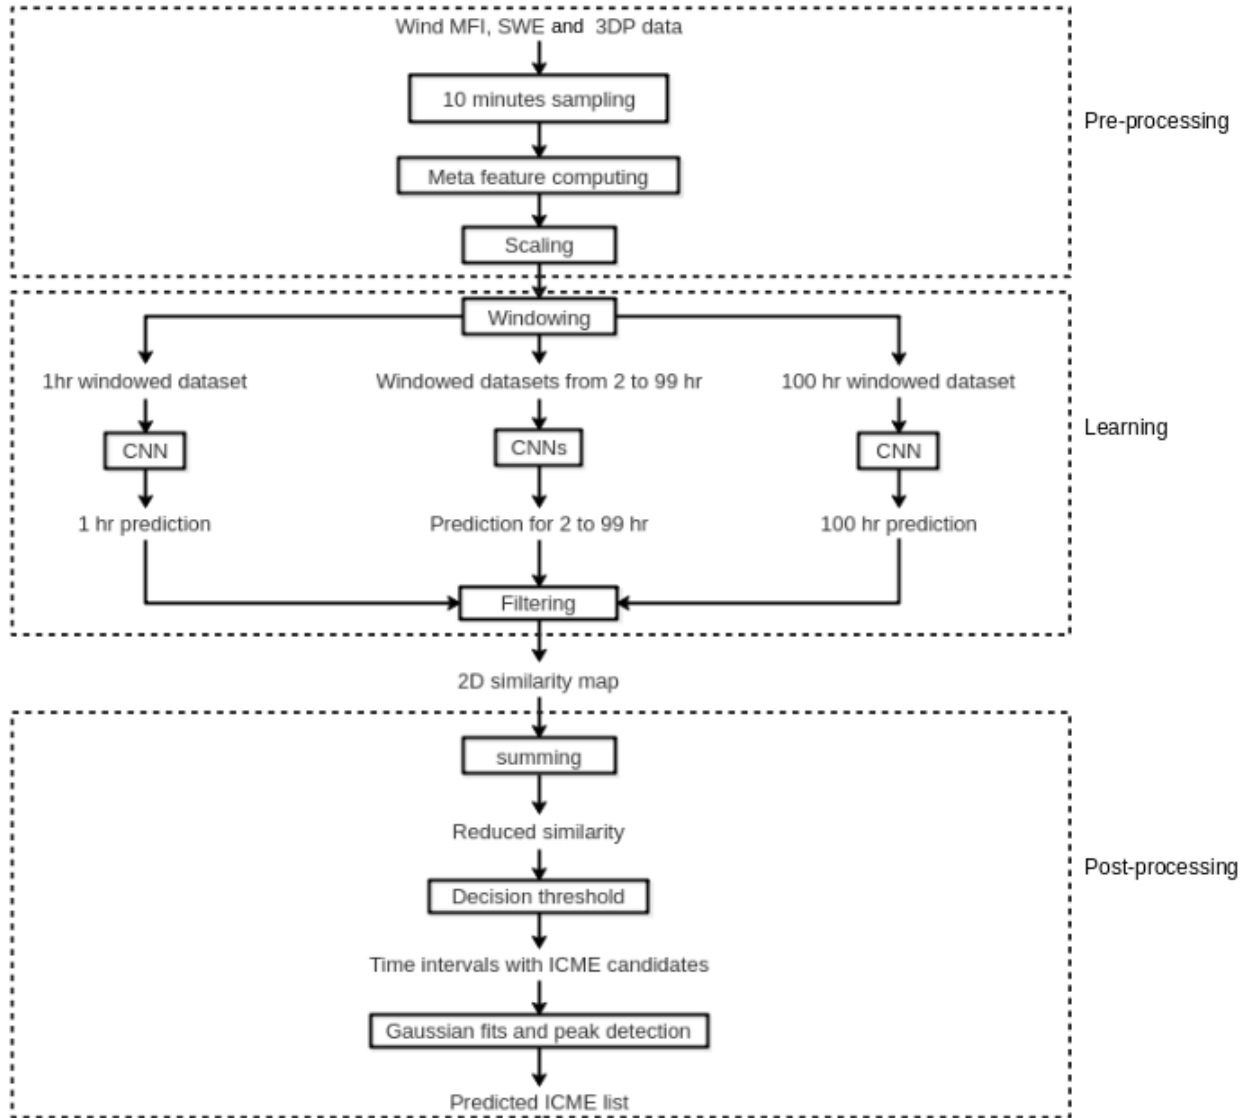 Wind MFI, SWE and 3DP data
10 minutes sampling
Pre-processing
Meta feature computing
Scaling
Windowing
1hr windowed dataset
Windowed datasets from 2 to 99 hr
100 hr windowed dataset
Learning
CNN
CNNs
CNN
1 hr prediction
Prediction for 2 to 99 hr
100 hr prediction
Filtering
2D similarity map
summing
Reduced similarity
Post-processing
Decision threshold
Time intervals with ICME candidates
Gaussian fits and peak detection
Predicted ICME list